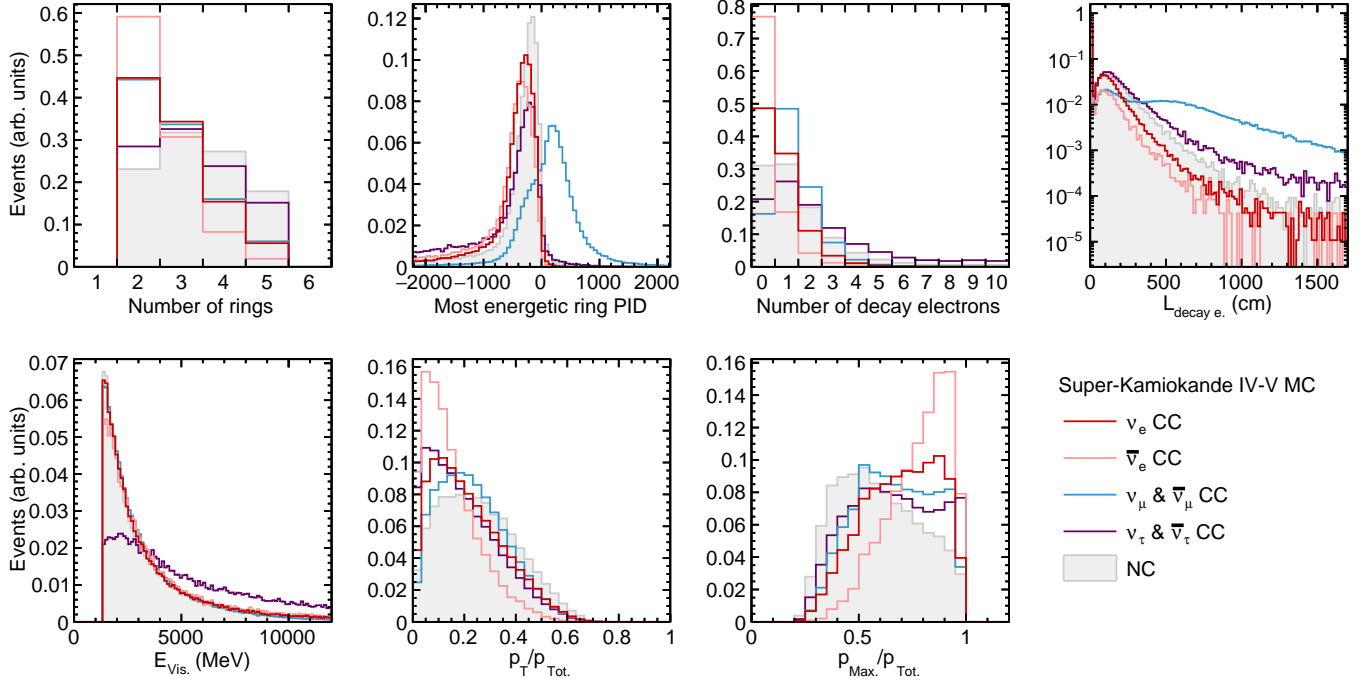 Events (arb. units)
0.6
0.5
0.4
0.3
0.2
0.1
0
1 2 3 4 5 6
Number of rings
0.12
0.10
0.08
0.06
0.04
0.02
0
−2000 −1000 0 1000 2000
Most energetic ring PID
0.8
0.7
0.6
0.5
0.4
0.3
0.2
0.1
0.0
0 1 2 3 4 5 6 7 8 9 10
Number of decay electrons
1
10⁻¹
10⁻²
10⁻³
10⁻⁴
10⁻⁵
0 500 1000 1500
L_decay e. (cm)
Events (arb. units)
0.07
0.06
0.05
0.04
0.03
0.02
0.01
0
0 5000 10000
E_Vis. (MeV)
0.16
0.14
0.12
0.10
0.08
0.06
0.04
0.02
0
0 0.2 0.4 0.6 0.8 1
p_T/p_Tot.
0.16
0.14
0.12
0.10
0.08
0.06
0.04
0.02
0
0 0.5 1
p_Max./p_Tot.
Super-Kamiokande IV-V MC
νₑ CC
ν̅ₑ CC
ν_μ & ν̅_μ CC
ν_τ & ν̅_τ CC
NC